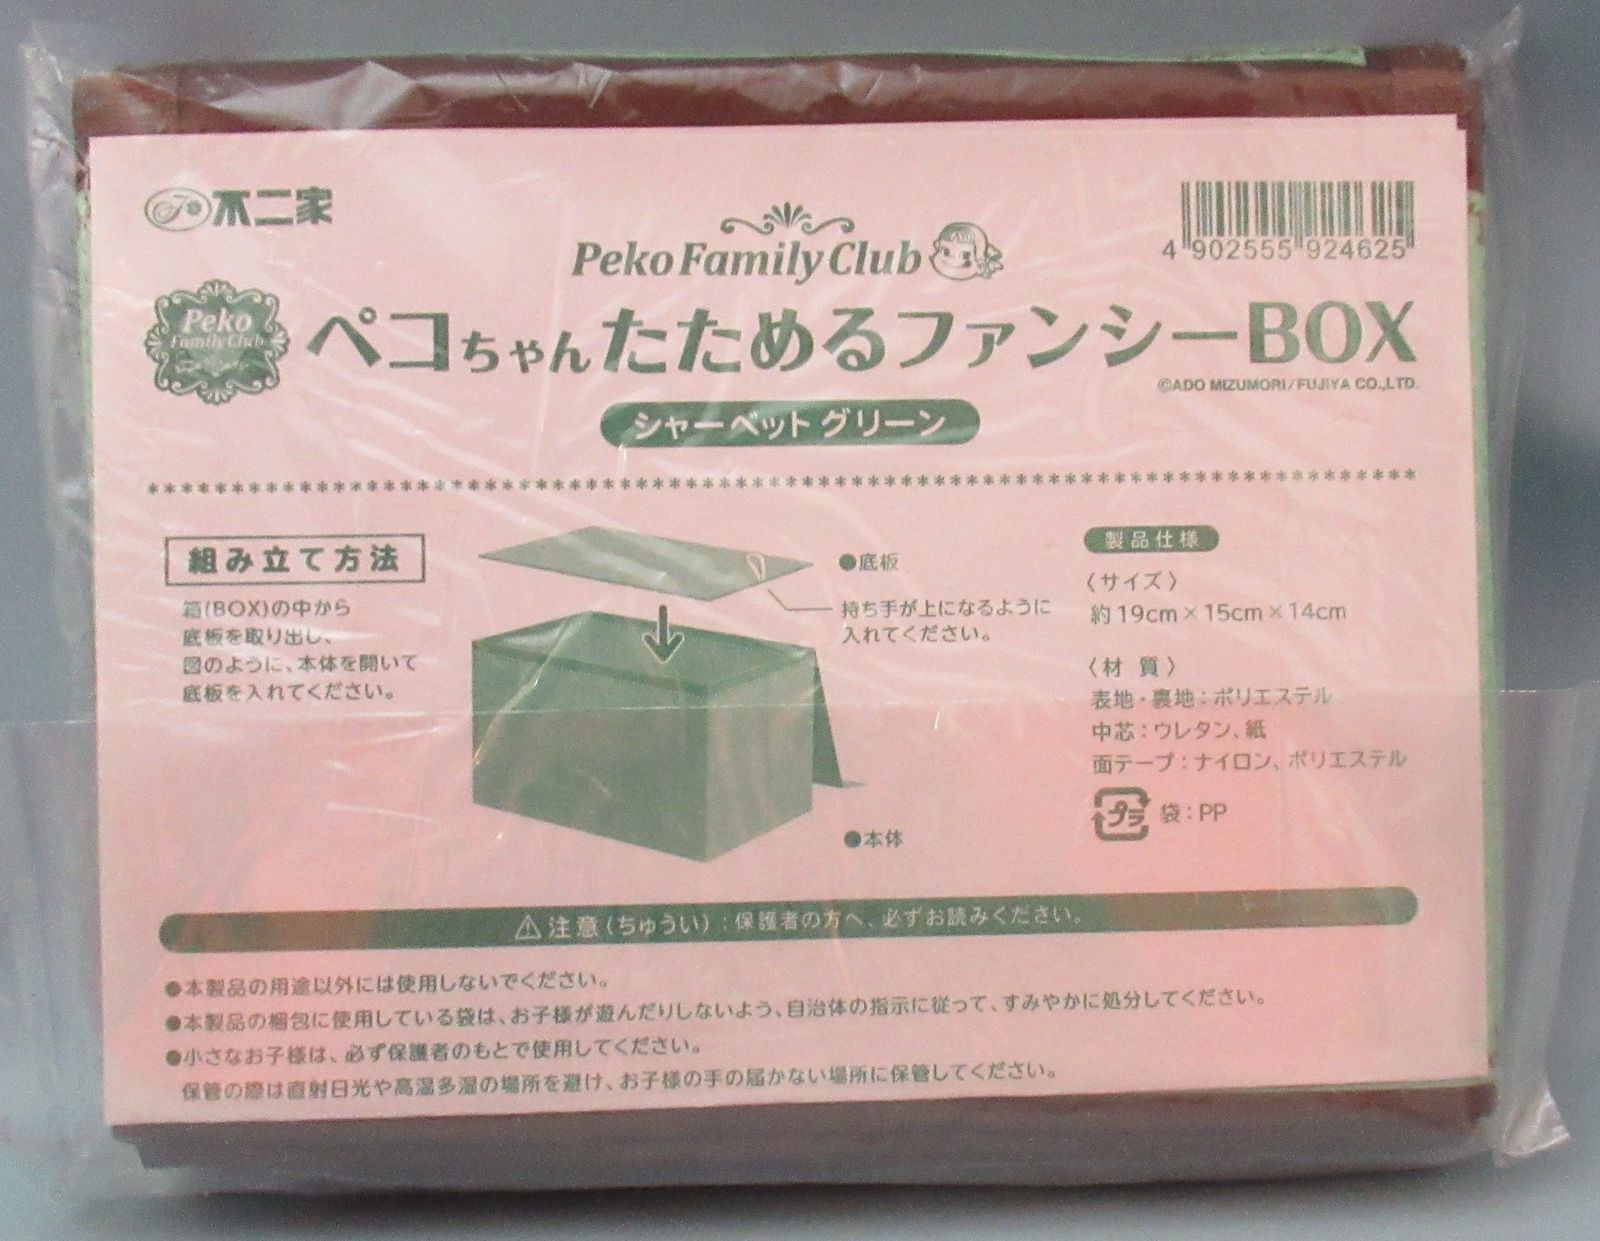 不二家
4 902555 924625
Peko Family Club
Peko
Family Club
ペコちゃんたためるファンシーBOX
©ADO MIZUMORI/FUJIYA CO.,LTD.
シャーベットグリーン
組み立て方法
箱(BOX)の中から
底板を取り出し、
図のように、本体を開いて
底板を入れてください。
●底板
持ち手が上になるように
入れてください。
●本体
製品仕様
〈サイズ〉
約19cm×15cm×14cm
〈材 質〉
表地・裏地:ポリエステル
中芯:ウレタン、紙
面テープ:ナイロン、ポリエステル
プラ 袋:PP
⚠注意(ちゅうい):保護者の方へ、必ずお読みください。
●本製品の用途以外には使用しないでください。
●本製品の梱包に使用している袋は、お子様が遊んだりしないよう、自治体の指示に従って、すみやかに処分してください。
●小さなお子様は、必ず保護者のもとで使用してください。
保管の際は直射日光や高温多湿の場所を避け、お子様の手の届かない場所に保管してください。